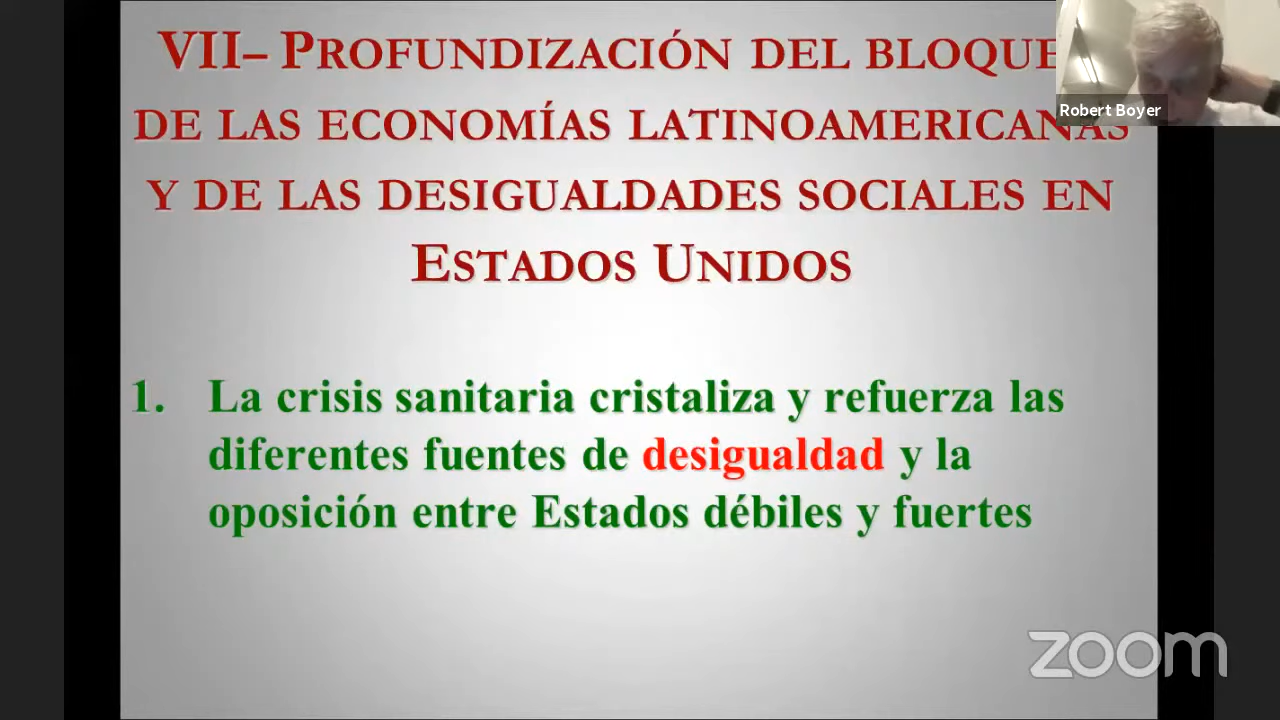 VII– PROFUNDIZACIÓN DEL BLOQUE
DE LAS ECONOMÍAS LATINOAMERICANAS
Y DE LAS DESIGUALDADES SOCIALES EN
ESTADOS UNIDOS
Robert Boyer
1. La crisis sanitaria cristaliza y refuerza las
diferentes fuentes de desigualdad y la
oposición entre Estados débiles y fuertes
zoom